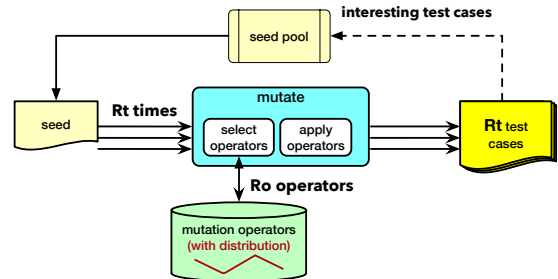 interesting test cases
seed pool
Rt times
mutate
seed
select
operators
apply
operators
Rt test
cases
Ro operators
mutation operators
(with distribution)